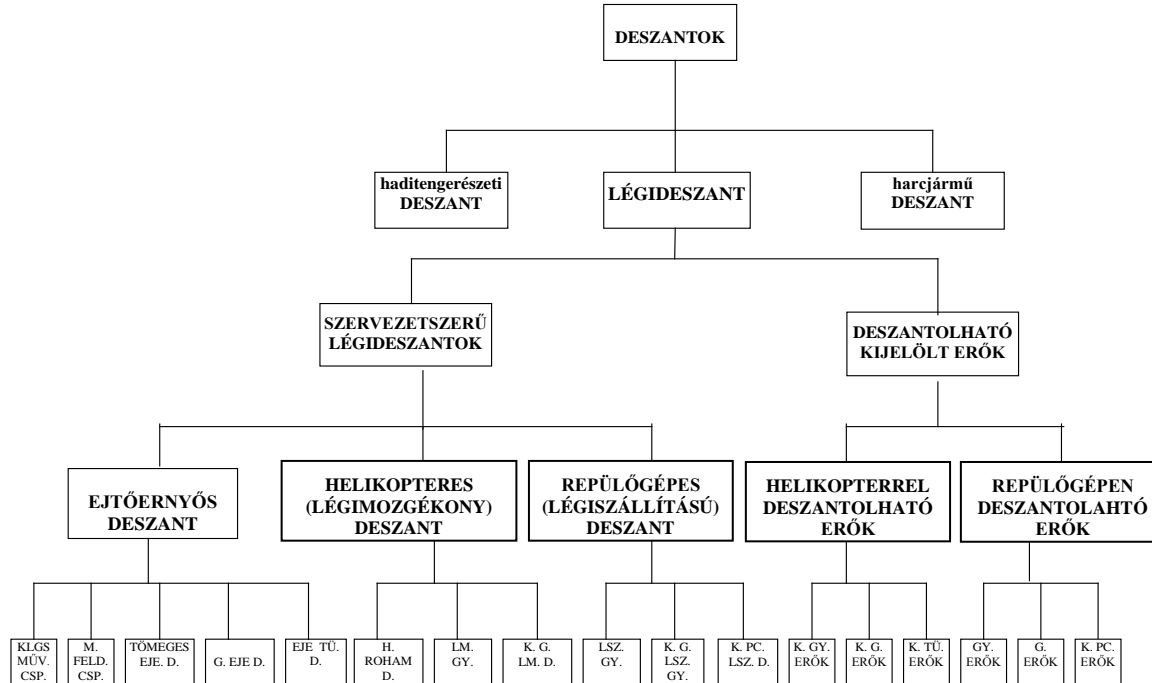 DESZANTOK
haditengerészeti
DESZANT
LÉGIDESZANT
harcjármű
DESZANT
SZERVEZETSZERŰ
LÉGIDESZANTOK
DESZANTOLHATÓ
KIJELÖLT ERŐK
EJTŐERNYŐS
DESZANT
HELIKOPTERES
(LÉGIMOZGÉKONY)
DESZANT
REPÜLŐGÉPES
(LÉGISZÁLLÍTÁSÚ)
DESZANT
HELIKOPTERREL
DESZANTOLHATÓ
ERŐK
REPÜLŐGÉPEN
DESZANTOLAHTÓ
ERŐK
KLGS
MŰV.
CSP.
M.
FELD.
CSP.
TÖMEGES
EJE. D.
G. EJE D.
EJE TÜ.
D.
H.
ROHAM
D.
LM.
GY.
K. G.
LM. D.
LSZ.
GY.
K. G.
LSZ.
GY.
K. PC.
LSZ. D.
K. GY.
ERŐK
K. G.
ERŐK
K. TÜ.
ERŐK
GY.
ERŐK
G.
ERŐK
K. PC.
ERŐK